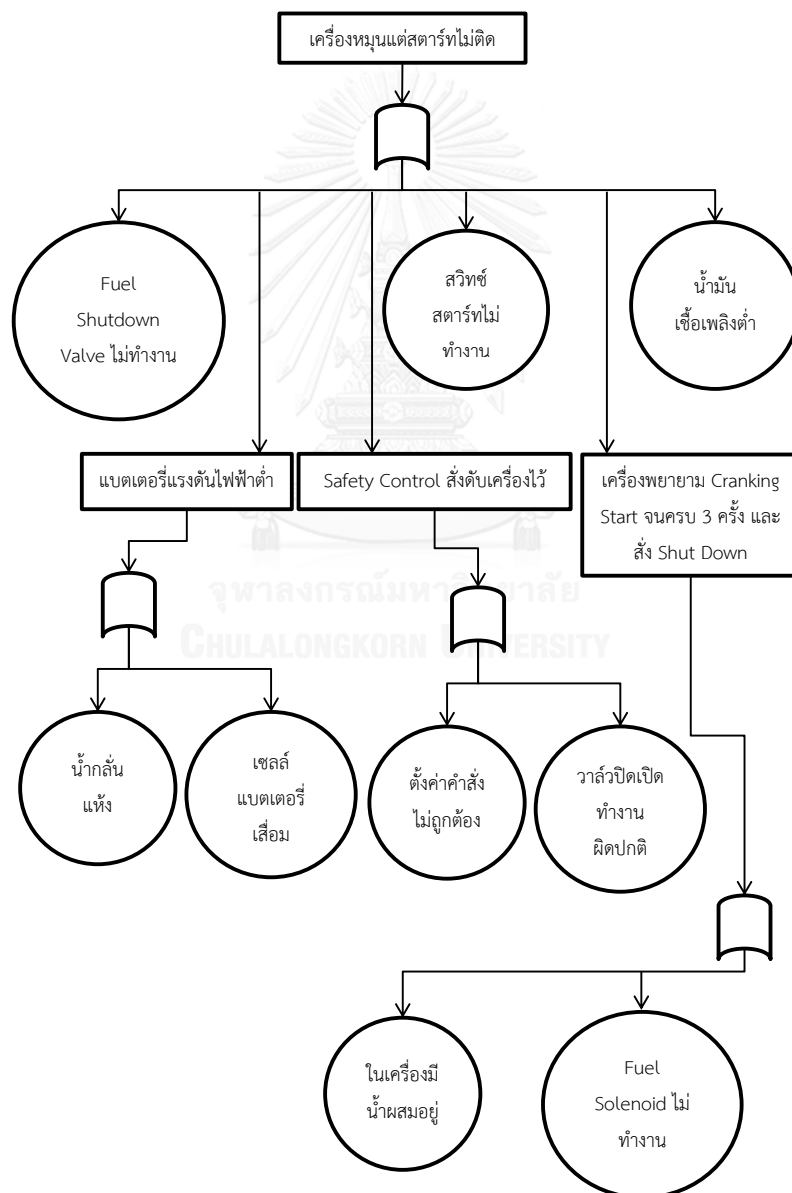 เครื่องหมุนแต่สตาร์ทไม่ติด
Fuel
Shutdown
Valve ไม่ทำงาน
สวิทซ์
สตาร์ทไม่
ทำงาน
น้ำมัน
เชื้อเพลิงต่ำ
แบตเตอรี่แรงดันไฟฟ้าต่ำ
Safety Control สั่งดับเครื่องไว้
เครื่องพยายาม Cranking
Start จนครบ 3 ครั้ง และ
สั่ง Shut Down
จุฬาลงกรณ์มหาวิทยาลัย
CHULALONGKORN UNIVERSITY
น้ำกลั่น
แห้ง
เซลล์
แบตเตอรี่
เสื่อม
ตั้งค่าคำสั่ง
ไม่ถูกต้อง
วาล์วปิดเปิด
ทำงาน
ผิดปกติ
ในเครื่องมี
น้ำผสมอยู่
Fuel
Solenoid ไม่
ทำงาน